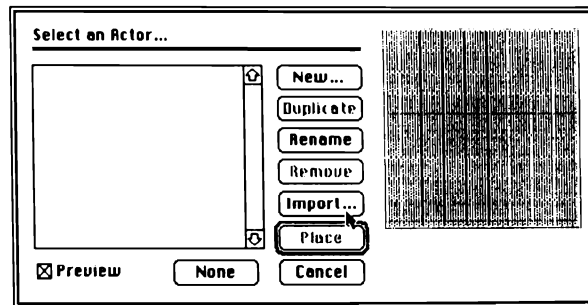 Select an Actor...
New...
Duplicate
Rename
Remove
Import...
Place
Preview
None
Cancel